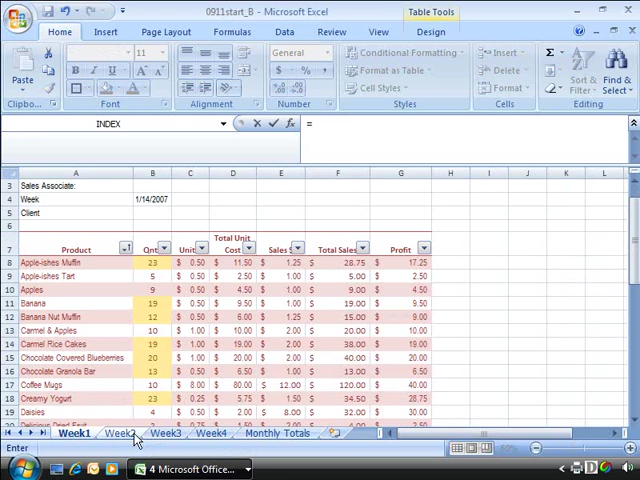 0911start_B - Microsoft Excel
Table Tools
Home Insert Page Layout Formulas Data Review View Design
Paste
11
General
Conditional Formatting
Format as Table
Cell Styles
Insert
Delete
Format
Sort & Filter
Find & Select
Clipboard Font Alignment Number Styles Cells Editing
INDEX =
A B C D E F G H I J K L
3 Sales Associate:
4 Week 1/14/2007
5 Client
6
7 Product Qnt Unit Total Unit Cost Sales Total Sales Profit
8 Apple-ishes Muffin 23 $ 0.50 $ 11.50 $ 1.25 $ 28.75 $ 17.25
9 Apple-ishes Tart 5 $ 0.50 $ 2.50 $ 1.00 $ 5.00 $ 2.50
10 Apples 9 $ 0.50 $ 4.50 $ 1.00 $ 9.00 $ 4.50
11 Banana 19 $ 0.50 $ 9.50 $ 1.00 $ 19.00 $ 9.50
12 Banana Nut Muffin 12 $ 0.50 $ 6.00 $ 1.25 $ 15.00 $ 9.00
13 Carmel & Apples 10 $ 1.00 $ 10.00 $ 2.00 $ 20.00 $ 10.00
14 Carmel Rice Cakes 19 $ 1.00 $ 19.00 $ 2.00 $ 38.00 $ 19.00
15 Chocolate Covered Blueberries 20 $ 1.00 $ 20.00 $ 2.00 $ 40.00 $ 20.00
16 Chocolate Granola Bar 13 $ 0.50 $ 6.50 $ 1.00 $ 13.00 $ 6.50
17 Coffee Mugs 10 $ 8.00 $ 80.00 $ 12.00 $ 120.00 $ 40.00
18 Creamy Yogurt 23 $ 0.25 $ 5.75 $ 1.50 $ 34.50 $ 28.75
19 Daisies 4 $ 0.50 $ 2.00 $ 8.00 $ 32.00 $ 30.00
Week1 Week2 Week3 Week4 Monthly Totals
Enter
Start
4 Microsoft Office...